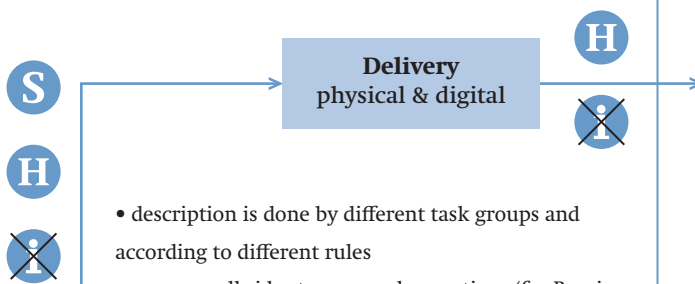 H
Delivery
S
physical & digital
i
H
• description is done by different task groups and
i
according to different rules